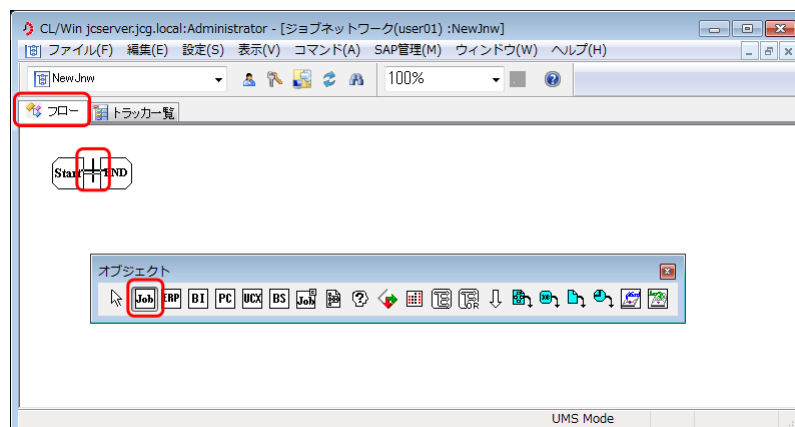 CL/Win jcserver.jcg.local:Administrator - [ジョブネットワーク(user01) :NewJnw]
ファイル(F) 編集(E) 設定(S) 表示(V) コマンド(A) SAP管理(M) ウィンドウ(W) ヘルプ(H)
NewJnw 100%
フロー トラッカー覧
Start END
オブジェクト
Job ERP BI PC UCX BS Job
UMS Mode